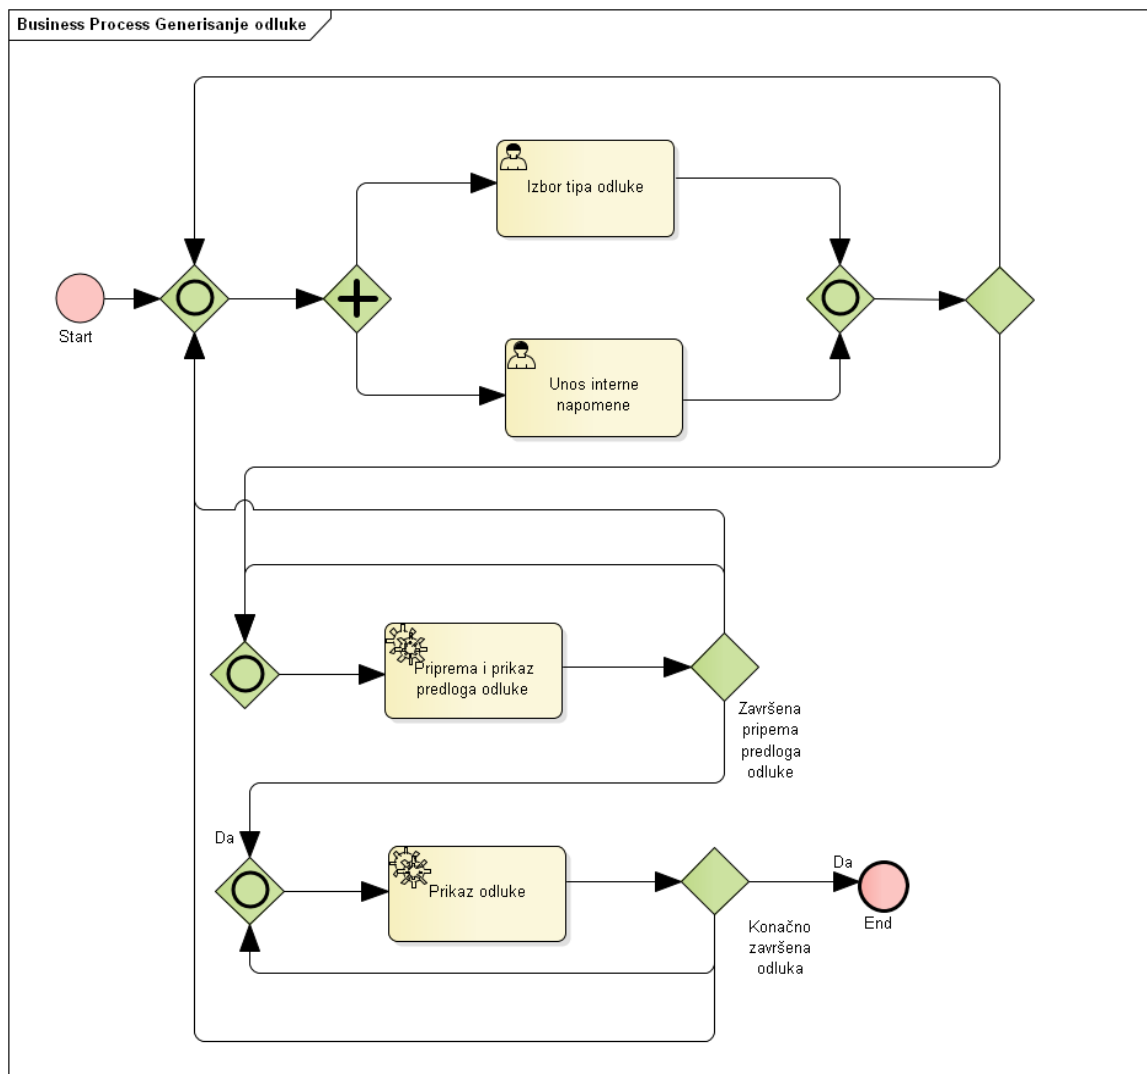 Business Process Generisanje odluke
Izbor tipa odluke
Start
Unos interne
napomene
Priprema i prikaz
predloga odluke
Završena
pripema
predloga
odluke
Da
Prikaz odluke
Da
End
Konačno
završena
odluka